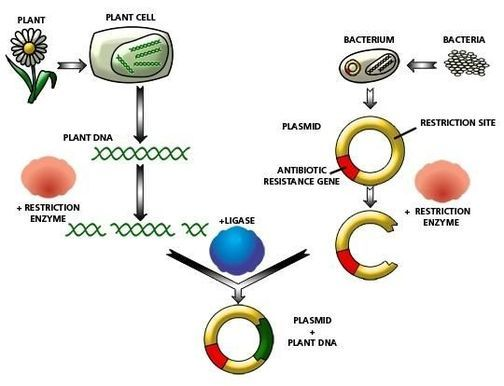 PLANT
PLANT CELL
BACTERIUM
BACTERIA
PLASMID
RESTRICTION SITE
PLANT DNA
ANTIBIOTIC
RESISTANCE GENE
+ RESTRICTION
ENZYME
+ RESTRICTION
ENZYME
+LIGASE
PLASMID
+
PLANT DNA